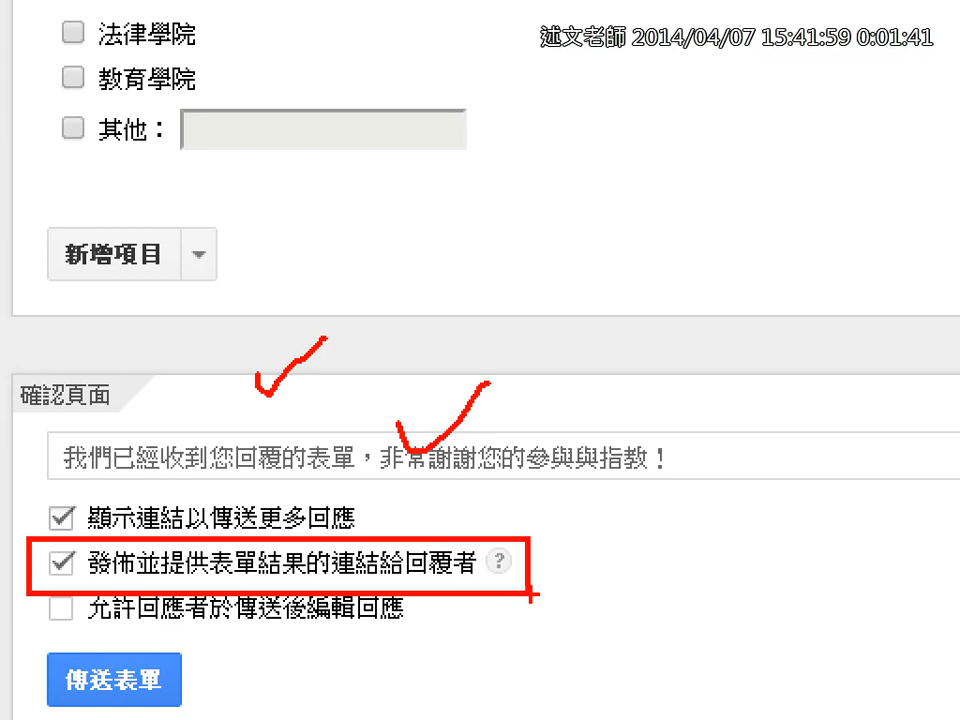 法律學院
述文老師 2014/04/07 15:41:59 0:01:41
教育學院
其他：
新增項目
確認頁面
我們已經收到您回覆的表單，非常謝謝您的參與與指教！
顯示連結以傳送更多回應
發佈並提供表單結果的連結給回覆者 ?
允許回應者於傳送後編輯回應
傳送表單